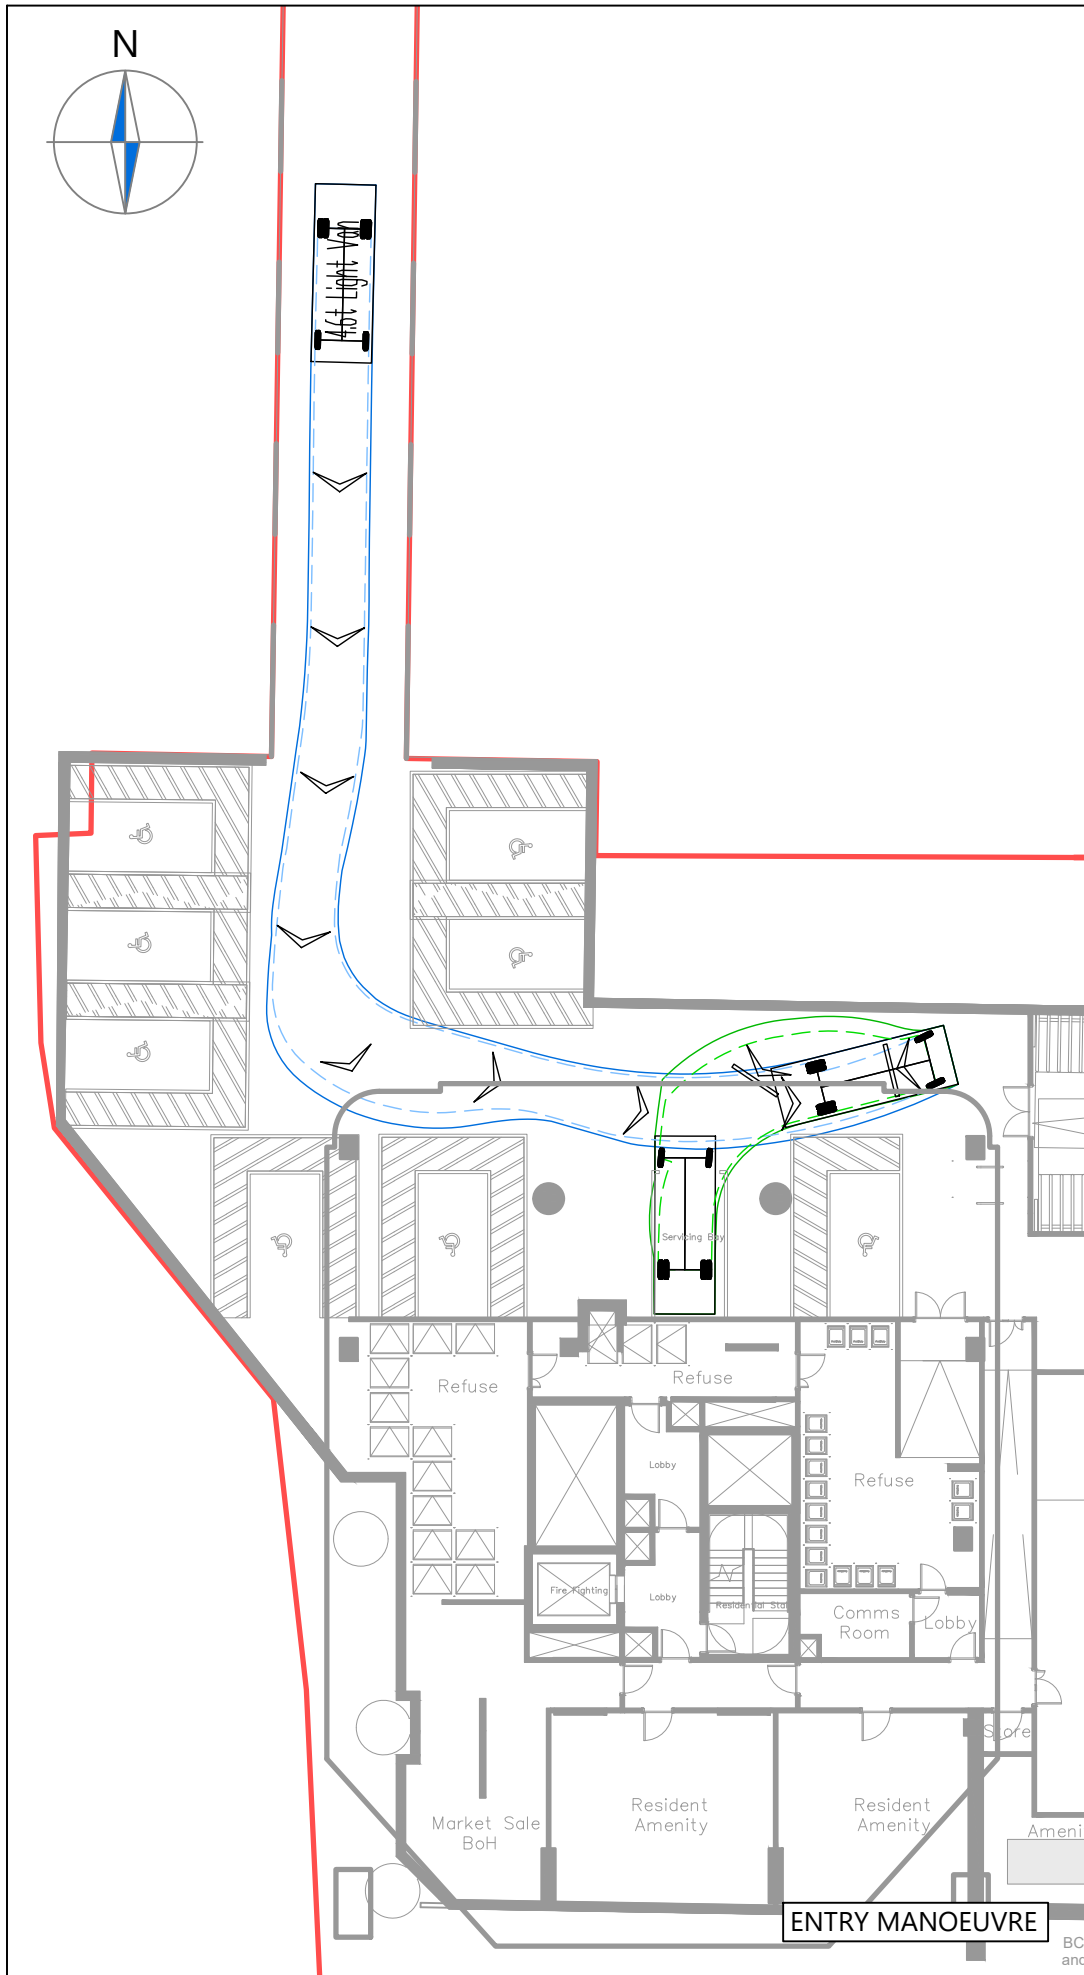 N
4.6t Light Van
Servicing Bay
Refuse
Refuse
Lobby
Refuse
Fire Fighting
Lobby
Residential
Comms
Room
Lobby
Store
Market Sale
BoH
Resident
Amenity
Resident
Amenity
Ameni
ENTRY MANOEUVRE
BC
and